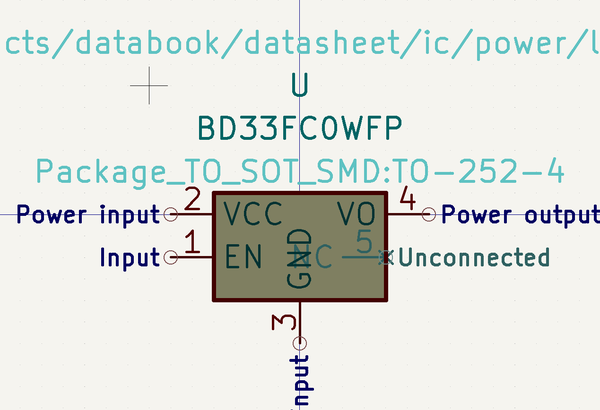 cts/databook/datasheet/ic/power/l
U
BD33FC0WFP
Package_TO_SOT_SMD:TO-252-4
Power input 2 VCC VO 4 Power output
Input 1 EN GND NC 5 Unconnected
3
nput